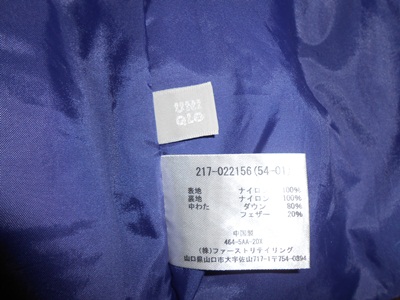 UNI
QLO
217-022156(54-01)
表地 ナイロン 100%
裏地 ナイロン 100%
中わた ダウン 80%
フェザー 20%
中国製
464-5AA-20X
(株)ファーストリテイリング
山口県山口市大字佐山717-1〒754-0894